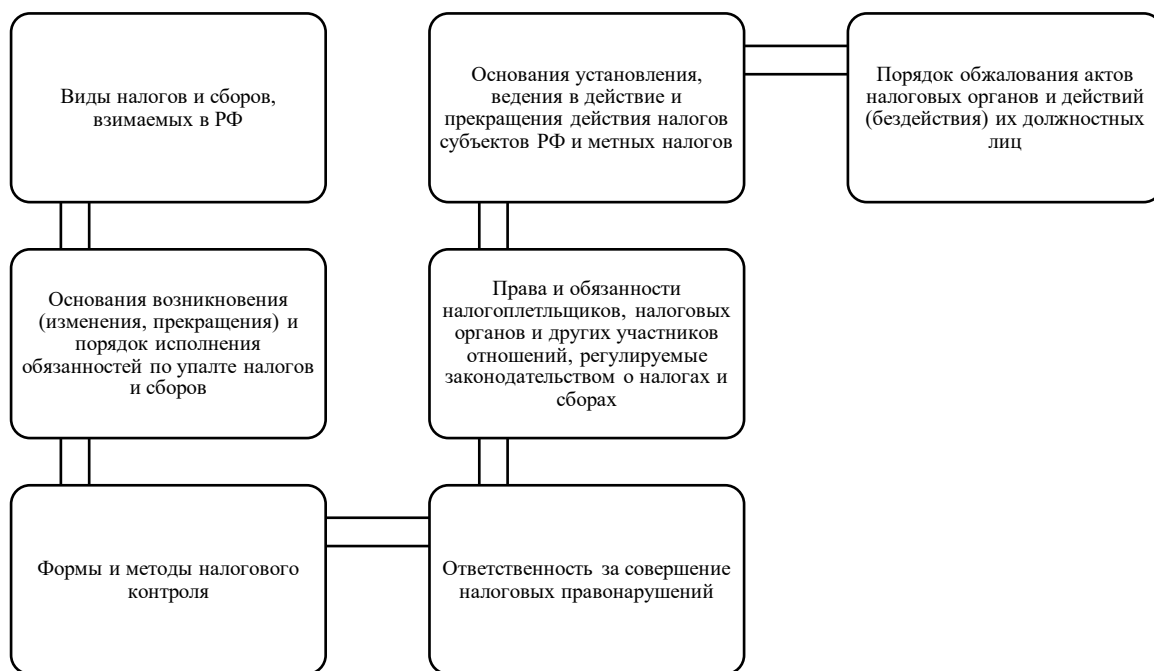 Виды налогов и сборов,
взимаемых в РФ
Основания возникновения
(изменения, прекращения) и
порядок исполнения
обязанностей по упалте налогов
и сборов
Формы и методы налогового
контроля
Ответственность за совершение
налоговых правонарушений
Права и обязанности
налогоплетльщиков, налоговых
органов и других участников
отношений, регулируемые
законодательством о налогах и
сборах
Основания установления,
ведения в действие и
прекращения действия налогов
субъектов РФ и метных налогов
Порядок обжалования актов
налоговых органов и действий
(бездействия) их должностных
лиц